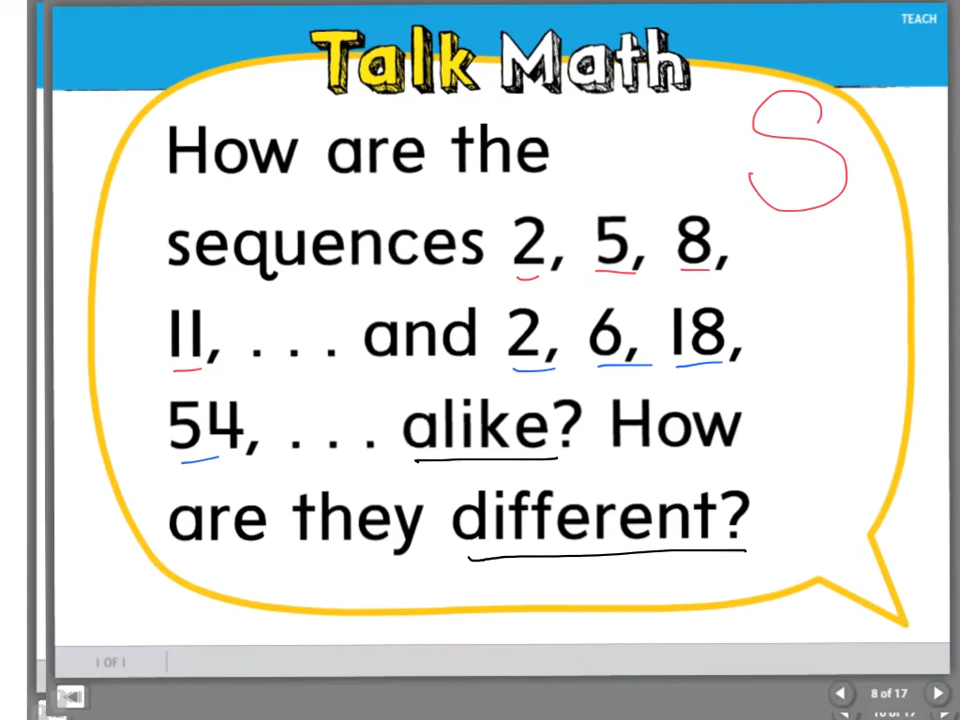 TEACH
Talk Math
S
How are the
sequences 2, 5, 8,
11, . . . and 2, 6, 18,
54, . . . alike? How
are they different?
1 OF 1
8 of 17